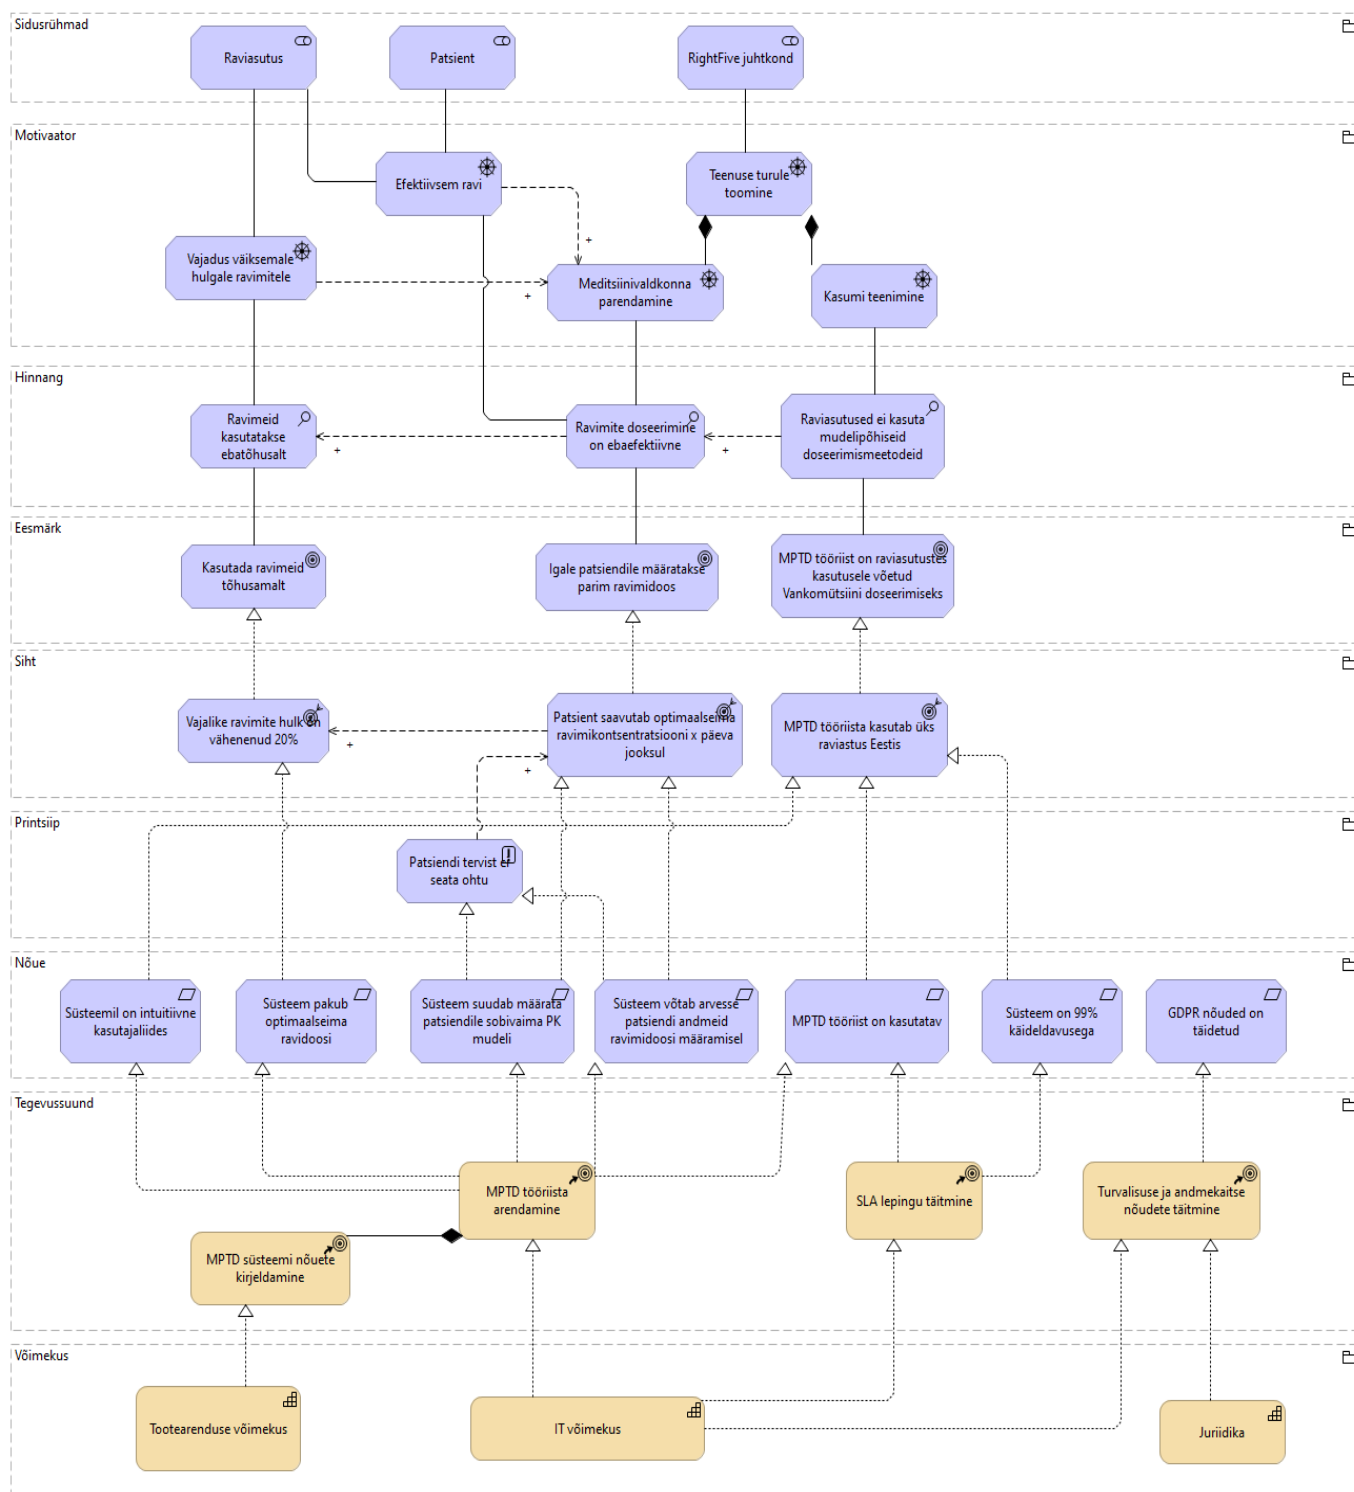 Sidusrühmad
Raviasutus
Patsient
RightFive juhtkond
Motivaator
Efektiivsem ravi
Teenuse turule
toomine
Vajadus väiksemale
hulgale ravimitele
+
+
Meditsiinivaldkonna
parendamine
Kasumi teenimine
Hinnang
Ravimeid
kasutatakse
ebatõhusalt
+
Ravimite doseerimine
on ebaefektiivne
+
Raviasutused ei kasuta
mudelipõhiseid
doseerimismeetodeid
Eesmärk
Kasutada ravimeid
tõhusamalt
Igale patsiendile määratakse
parim ravimidoos
MPTD tööriist on raviasutustes
kasutusele võetud
Vankomütsiini doseerimiseks
Siht
Vajalike ravimite hulk on
vähenenud 20%
+
Patsient saavutab optimaalseima
ravimikontsentratsiooni x päeva
jooksul
+
MPTD tööriista kasutab üks
raviastus Eestis
Printsiip
Patsiendi tervist ei
seata ohtu
Nõue
Süsteemil on intuitiivne
kasutajaliides
Süsteem pakub
optimaalseima
ravidoosi
Süsteem suudab määrata
patsiendile sobivaima PK
mudeli
Süsteem võtab arvesse
patsiendi andmeid
ravimidoosi määramisel
MPTD tööriist on kasutatav
Süsteem on 99%
käideldavusega
GDPR nõuded on
täidetud
Tegevussuund
MPTD tööriista
arendamine
SLA lepingu täitmine
Turvalisuse ja andmekaitse
nõudete täitmine
MPTD süsteemi nõuete
kirjeldamine
Võimekus
Tootearenduse võimekus
IT võimekus
Juriidika